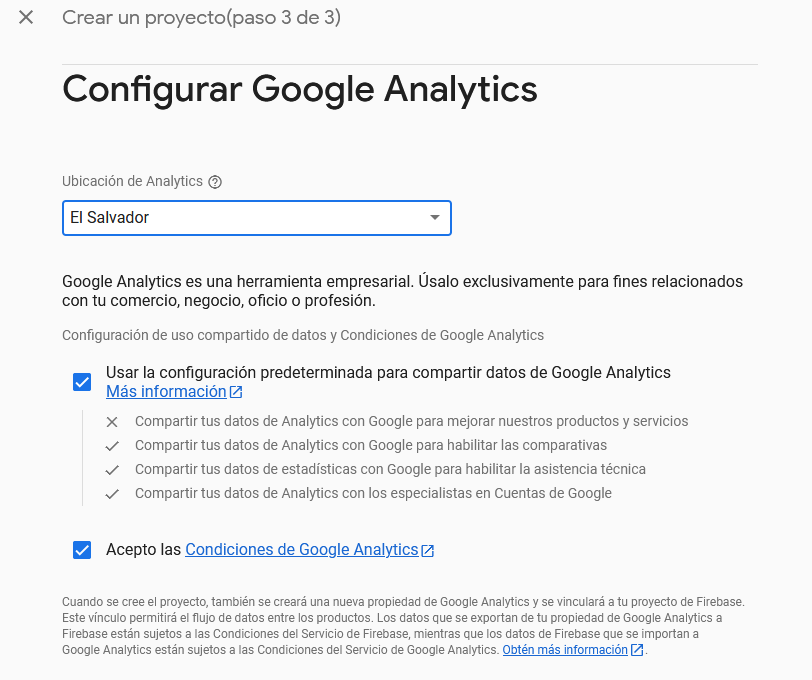 Crear un proyecto(paso 3 de 3)
Configurar Google Analytics
Ubicación de Analytics
El Salvador
Google Analytics es una herramienta empresarial. Úsalo exclusivamente para fines relacionados
con tu comercio, negocio, oficio o profesión.
Configuración de uso compartido de datos y Condiciones de Google Analytics
Usar la configuración predeterminada para compartir datos de Google Analytics
Más información
Compartir tus datos de Analytics con Google para mejorar nuestros productos y servicios
Compartir tus datos de Analytics con Google para habilitar las comparativas
Compartir tus datos de estadísticas con Google para habilitar la asistencia técnica
Compartir tus datos de Analytics con los especialistas en Cuentas de Google
Acepto las Condiciones de Google Analytics
Cuando se cree el proyecto, también se creará una nueva propiedad de Google Analytics y se vinculará a tu proyecto de Firebase.
Este vínculo permitirá el flujo de datos entre los productos. Los datos que se exportan de tu propiedad de Google Analytics a
Firebase están sujetos a las Condiciones del Servicio de Firebase, mientras que los datos de Firebase que se importan a
Google Analytics están sujetos a las Condiciones del Servicio de Google Analytics. Obtén más información.